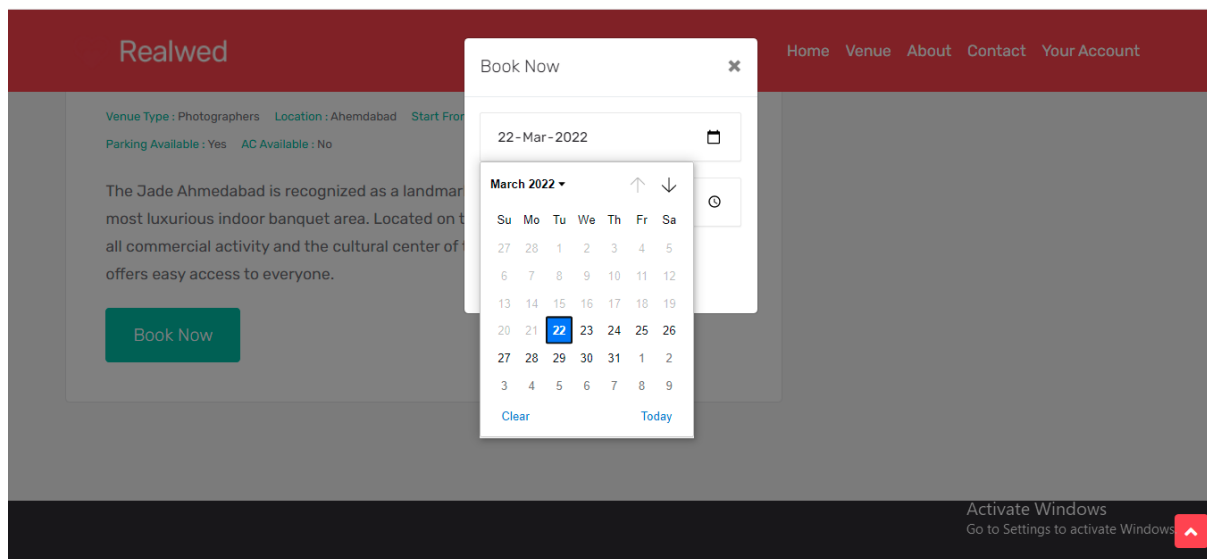 Realwed
Home Venue About Contact Your Account
Book Now
Venue Type : Photographers Location : Ahemdabad Start From
Parking Available : Yes AC Available : No
The Jade Ahmedabad is recognized as a landmar
most luxurious indoor banquet area. Located on t
all commercial activity and the cultural center of
offers easy access to everyone.
Book Now
22-Mar-2022
March 2022
Su Mo Tu We Th Fr Sa
27 28 1 2 3 4 5
6 7 8 9 10 11 12
13 14 15 16 17 18 19
20 21 22 23 24 25 26
27 28 29 30 31 1 2
3 4 5 6 7 8 9
Clear Today
Activate Windows
Go to Settings to activate Windows